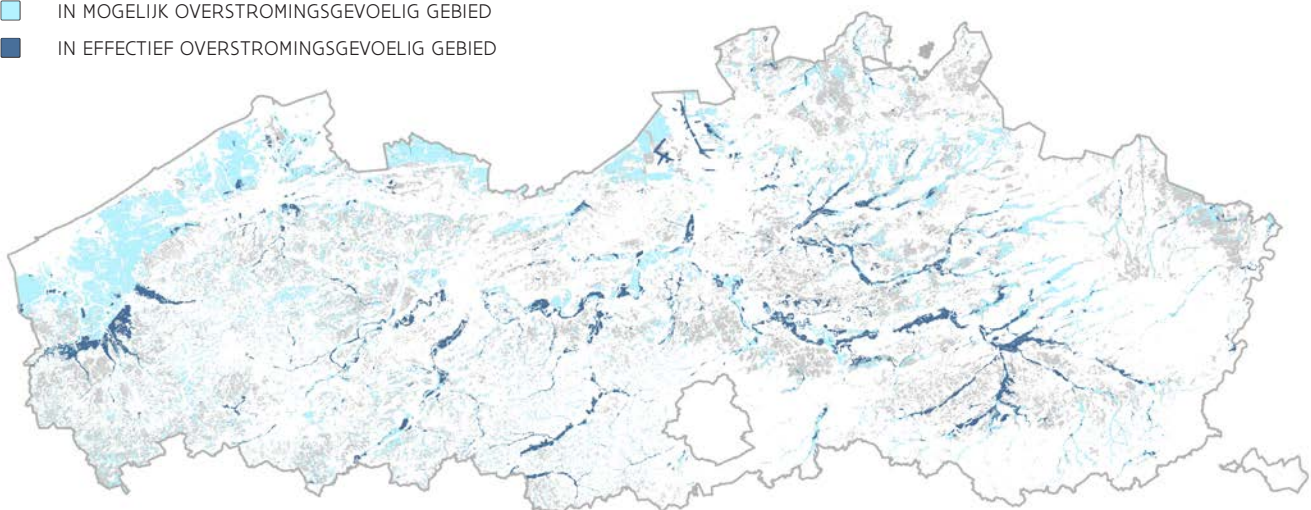 IN MOGELIJK OVERSTROMINGSGEVOELIG GEBIED
IN EFFECTIEF OVERSTROMINGSGEVOELIG GEBIED